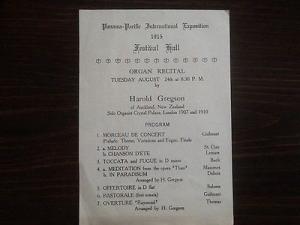 Panama-Pacific International Exposition
1915
Festival Hall
ORGAN RECITAL
TUESDAY AUGUST 24th at 8:30 P. M.
by
Harold Gregson
of Auckland, New Zealand
Solo Organist Crystal Palace, London 1907 and 1910
PROGRAM
1 MORCEAU DE CONCERT Guilmant
Prelude, Theme, Variations and Fugue, Finale
2 a. MELODY St. Clair
b. CHANSON D'ETE Lemare
3 TOCCATA and FUGUE in D minor Bach
4 a. MEDITATION from the opera "Thais" Massenet
b. IN PARADISUM Dubois
Arranged by H. Gregson
5 OFFERTOIRE in D flat Salome
6 PASTORALE (first sonata) Guilmant
7 OVERTURE "Raymond" Thomas
Arranged by H. Gregson